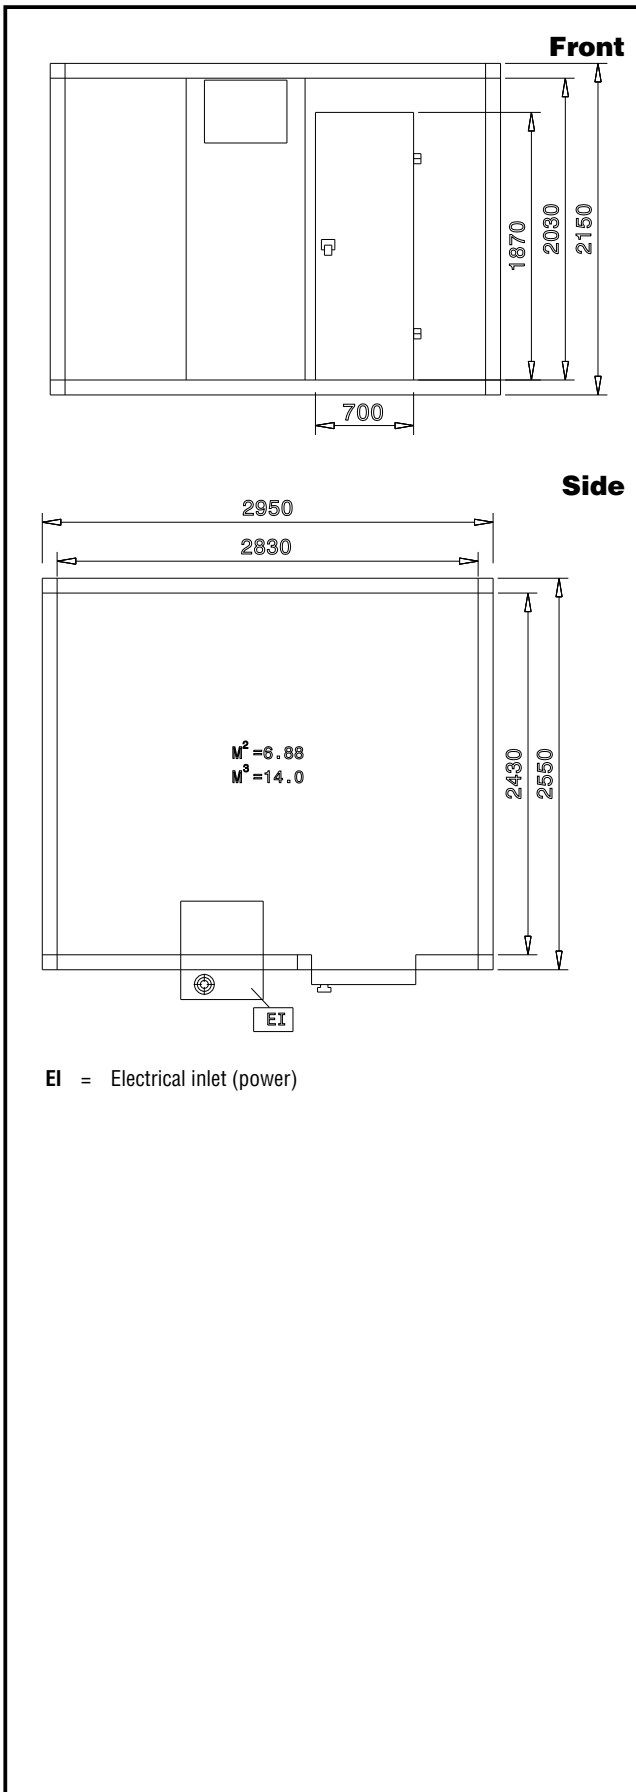 Front
1870
2030
2150
700
Side
2950
2830
M²=6.88
M³=14.0
2430
2550
EI
EI = Electrical inlet (power)